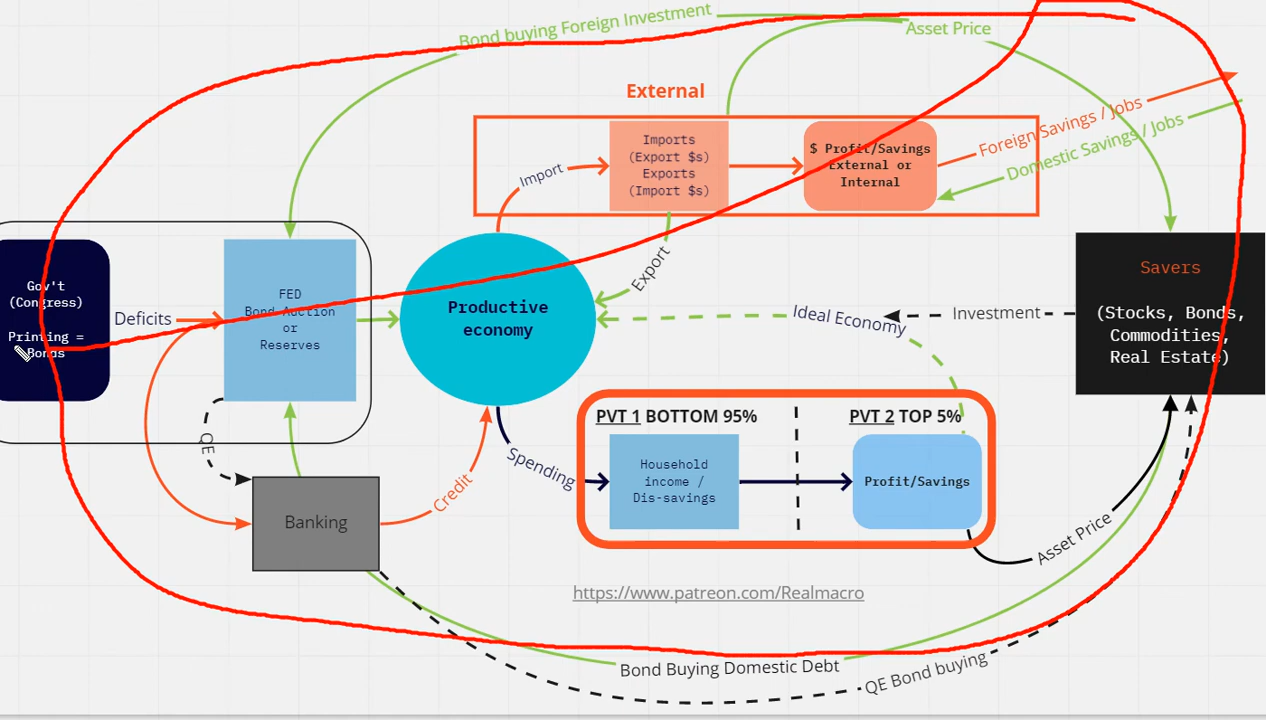 Bond buying Foreign Investment
Asset Price
External
Imports
(Export $s)
Exports
(Import $s)
$ Profit/Savings
External or
Internal
Foreign Savings / Jobs
Domestic Savings / Jobs
Import
Export
Gov't
(Congress)
Printing =
Bonds
Deficits
FED
Bond Auction
or
Reserves
Productive
economy
Ideal Economy
Investment
Savers
(Stocks, Bonds,
Commodities,
Real Estate)
QE
Banking
Credit
Spending
PVT 1 BOTTOM 95%
PVT 2 TOP 5%
Household
income /
Dis-savings
Profit/Savings
Asset Price
https://www.patreon.com/Realmacro
Bond Buying Domestic Debt
QE Bond buying